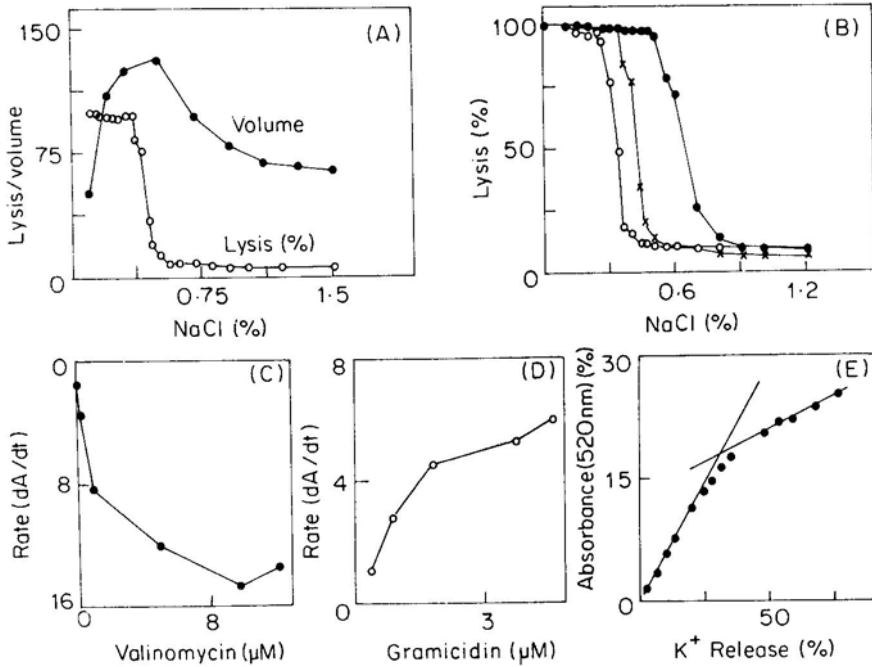 (A)
Lysis/volume
150
75
0
Volume
Lysis (%)
0·75
1·5
NaCl (%)
(B)
Lysis (%)
100
50
0
0·6
1·2
NaCl (%)
(C)
Rate (dA/dt)
0
8
16
0
8
Valinomycin (μM)
(D)
Rate (dA/dt)
8
4
0
3
Gramicidin (μM)
(E)
Absorbance (520nm) (%)
30
15
0
50
K⁺ Release (%)